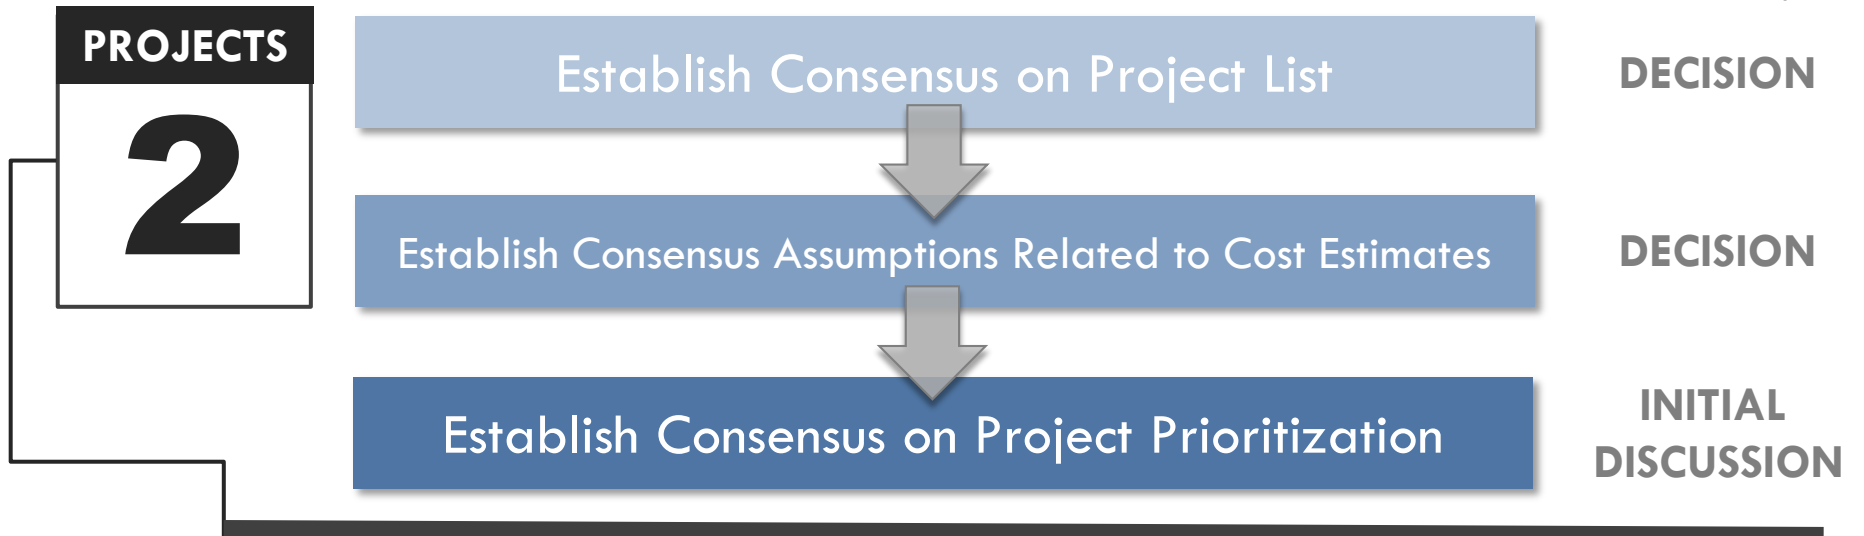 PROJECTS
2
Establish Consensus on Project List
DECISION
Establish Consensus Assumptions Related to Cost Estimates
DECISION
Establish Consensus on Project Prioritization
INITIAL
DISCUSSION